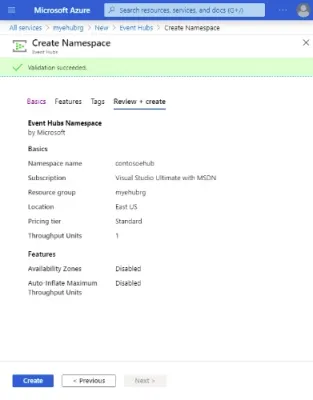 Microsoft Azure
Search resources, services, and docs (G+/)
All services > myehubrg > New > Event Hubs > Create Namespace
Create Namespace
Event Hubs
Validation succeeded.
Basics Features Tags Review + create
Event Hubs Namespace
by Microsoft
Basics
Namespace name contosoehub
Subscription Visual Studio Ultimate with MSDN
Resource group myehubrg
Location East US
Pricing tier Standard
Throughput Units 1
Features
Availability Zones Disabled
Auto-Inflate Maximum Throughput Units Disabled
Create < Previous Next >